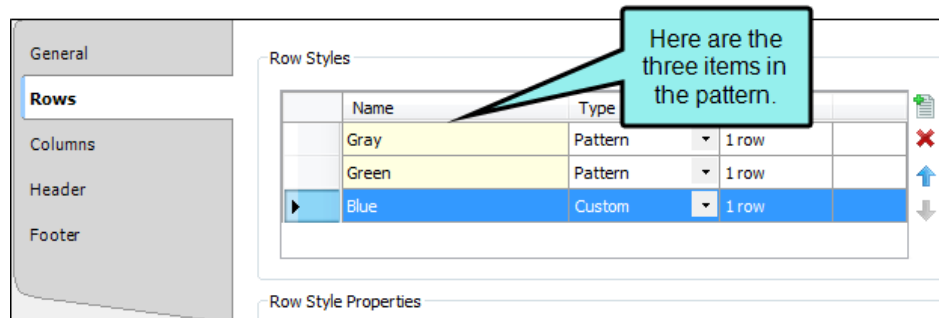 General
Rows
Columns
Header
Footer
Row Styles
Here are the
three items in
the pattern.
Name Type
Gray Pattern 1 row
Green Pattern 1 row
Blue Custom 1 row
Row Style Properties